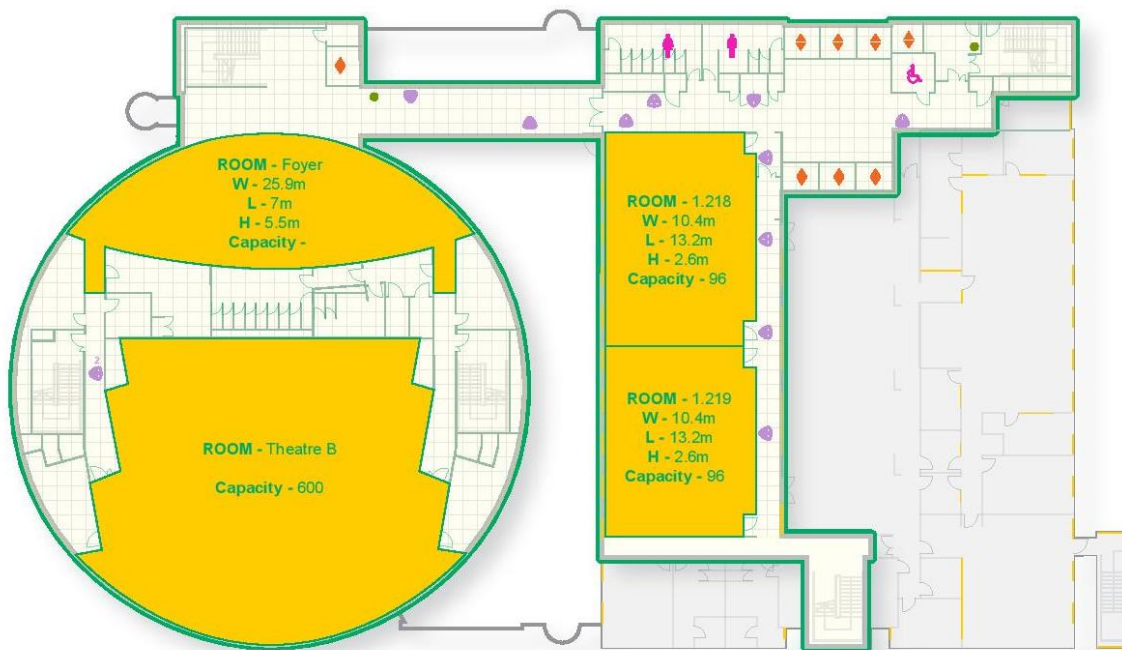 ROOM - Foyer
W - 25.9m
L - 7m
H - 5.5m
Capacity -
ROOM - 1.218
W - 10.4m
L - 13.2m
H - 2.6m
Capacity - 96
2
ROOM - 1.219
W - 10.4m
L - 13.2m
H - 2.6m
Capacity - 96
ROOM - Theatre B
Capacity - 600